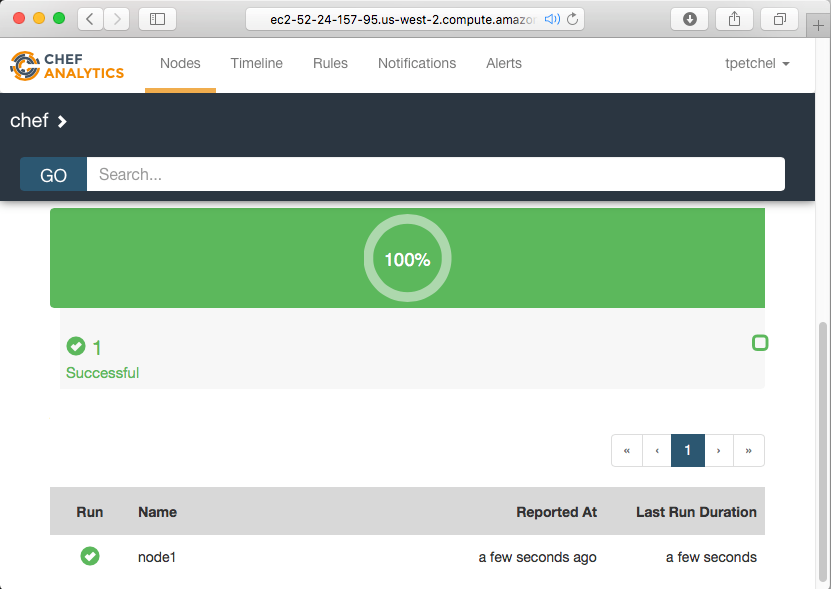 ec2-52-24-157-95.us-west-2.compute.amazo
CHEF
ANALYTICS
Nodes Timeline Rules Notifications Alerts tpetchel
chef
GO Search...
100%
1
Successful
« ‹ 1 › »
Run Name Reported At Last Run Duration
node1 a few seconds ago a few seconds